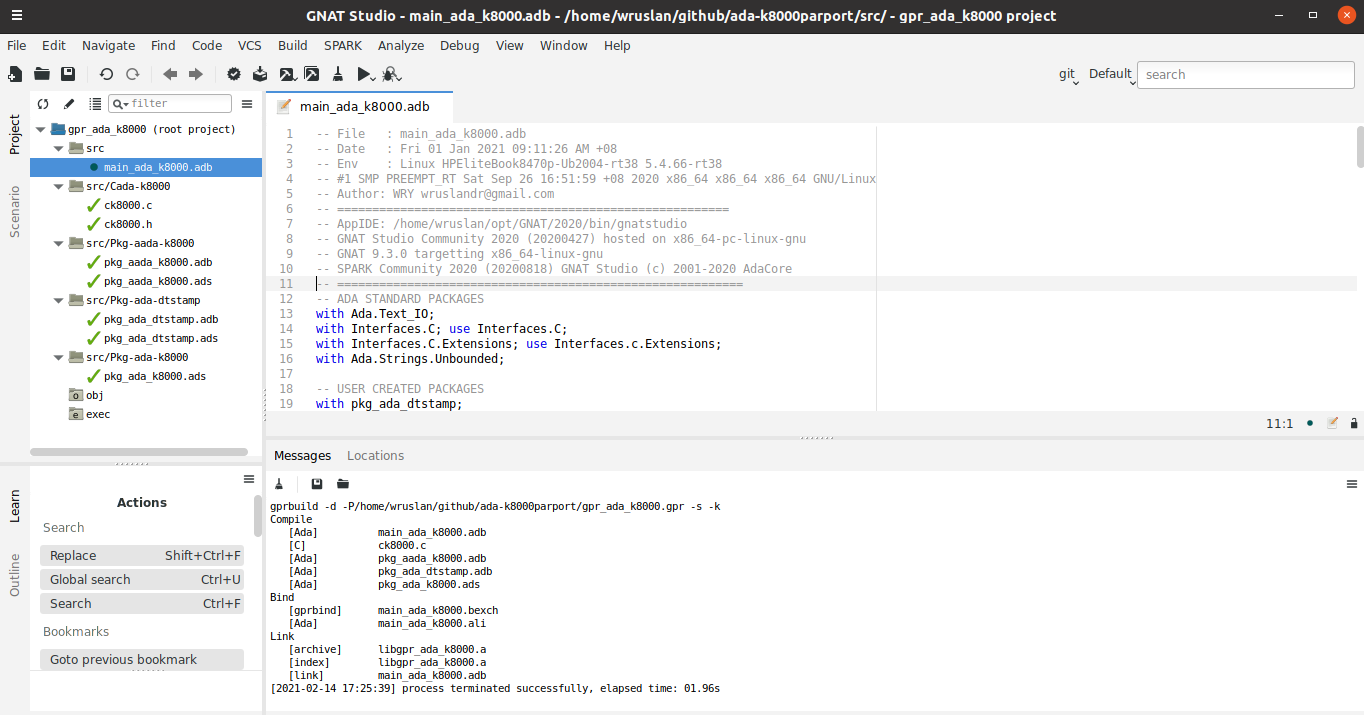 GNAT Studio - main_ada_k8000.adb - /home/wruslan/github/ada-k8000parport/src/ - gpr_ada_k8000 project
File Edit Navigate Find Code VCS Build SPARK Analyze Debug View Window Help
git Default search
Project
Scenario
filter
gpr_ada_k8000 (root project)
src
main_ada_k8000.adb
src/Cada-k8000
ck8000.c
ck8000.h
src/Pkg-aada-k8000
pkg_aada_k8000.adb
pkg_aada_k8000.ads
src/Pkg-ada-dtstamp
pkg_ada_dtstamp.adb
pkg_ada_dtstamp.ads
src/Pkg-ada-k8000
pkg_ada_k8000.ads
o obj
e exec
main_ada_k8000.adb
1 -- File   : main_ada_k8000.adb
2 -- Date   : Fri 01 Jan 2021 09:11:26 AM +08
3 -- Env    : Linux HPEliteBook8470p-Ub2004-rt38 5.4.66-rt38
4 -- #1 SMP PREEMPT_RT Sat Sep 26 16:51:59 +08 2020 x86_64 x86_64 x86_64 GNU/Linux
5 -- Author: WRY wruslandr@gmail.com
6 -- ========================================================
7 -- AppIDE: /home/wruslan/opt/GNAT/2020/bin/gnatstudio
8 -- GNAT Studio Community 2020 (20200427) hosted on x86_64-pc-linux-gnu
9 -- GNAT 9.3.0 targetting x86_64-linux-gnu
10 -- SPARK Community 2020 (20200818) GNAT Studio (c) 2001-2020 AdaCore
11 -- ==========================================================
12 -- ADA STANDARD PACKAGES
13 with Ada.Text_IO;
14 with Interfaces.C; use Interfaces.C;
15 with Interfaces.C.Extensions; use Interfaces.c.Extensions;
16 with Ada.Strings.Unbounded;
17
18 -- USER CREATED PACKAGES
19 with pkg_ada_dtstamp;
11:1
Learn
Outline
Actions
Search
Replace Shift+Ctrl+F
Global search Ctrl+U
Search Ctrl+F
Bookmarks
Goto previous bookmark
Messages Locations
gprbuild -d -P/home/wruslan/github/ada-k8000parport/gpr_ada_k8000.gpr -s -k
Compile
[Ada] main_ada_k8000.adb
[C] ck8000.c
[Ada] pkg_aada_k8000.adb
[Ada] pkg_ada_dtstamp.adb
[Ada] pkg_ada_k8000.ads
Bind
[gprbind] main_ada_k8000.bexch
[Ada] main_ada_k8000.ali
Link
[archive] libgpr_ada_k8000.a
[index] libgpr_ada_k8000.a
[link] main_ada_k8000.adb
[2021-02-14 17:25:39] process terminated successfully, elapsed time: 01.96s